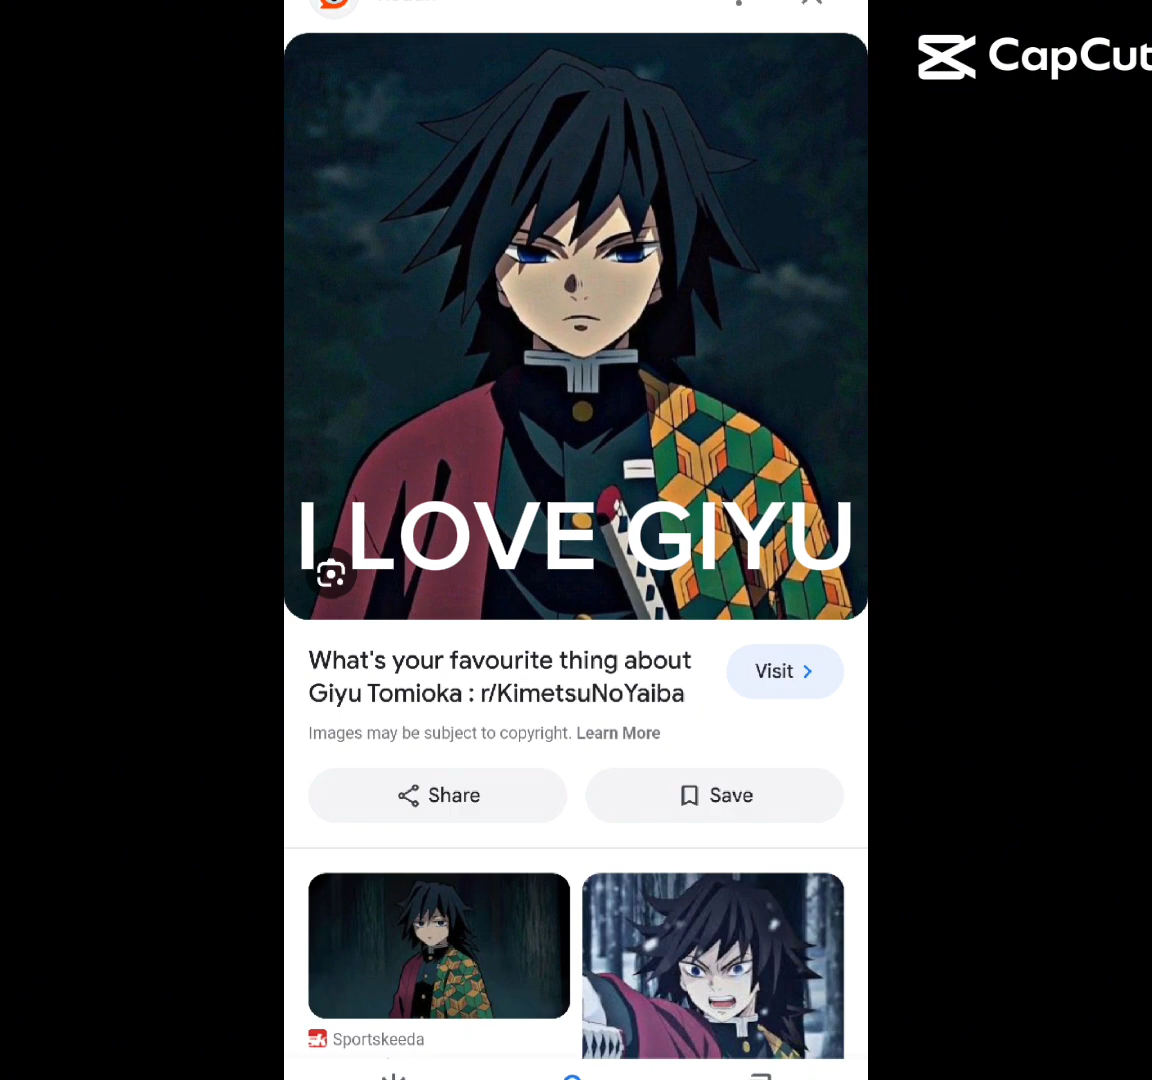 CapCut
I LOVE GIYU
What's your favourite thing about
Giyu Tomioka : r/KimetsuNoYaiba
Visit
Images may be subject to copyright. Learn More
Share
Save
Sportskeeda